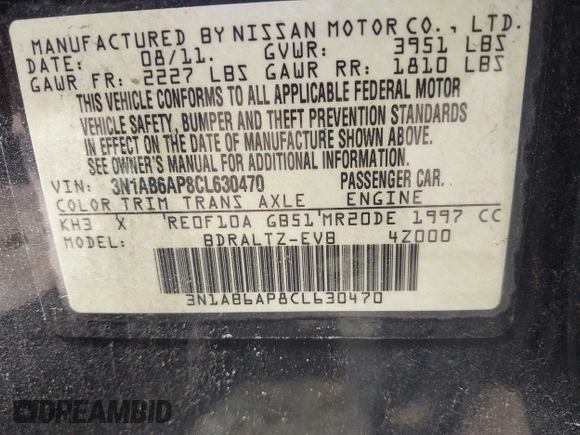 MANUFACTURED BY NISSAN MOTOR CO., LTD.
DATE: 08/11. GVWR: 3951 LBS
GAWR FR: 2227 LBS GAWR RR: 1810 LBS
THIS VEHICLE CONFORMS TO ALL APPLICABLE FEDERAL MOTOR
VEHICLE SAFETY, BUMPER AND THEFT PREVENTION STANDARDS
IN EFFECT ON THE DATE OF MANUFACTURE SHOWN ABOVE.
SEE OWNER'S MANUAL FOR ADDITIONAL INFORMATION.
VIN: 3N1AB6AP8CL630470 PASSENGER CAR.
COLOR TRIM TRANS AXLE ENGINE
KH3 X RE0F10A GB51 MR20DE 1997 CC
MODEL: BDRALTZ-EVB 4Z000
3N1AB6AP8CL630470
DREAMBID